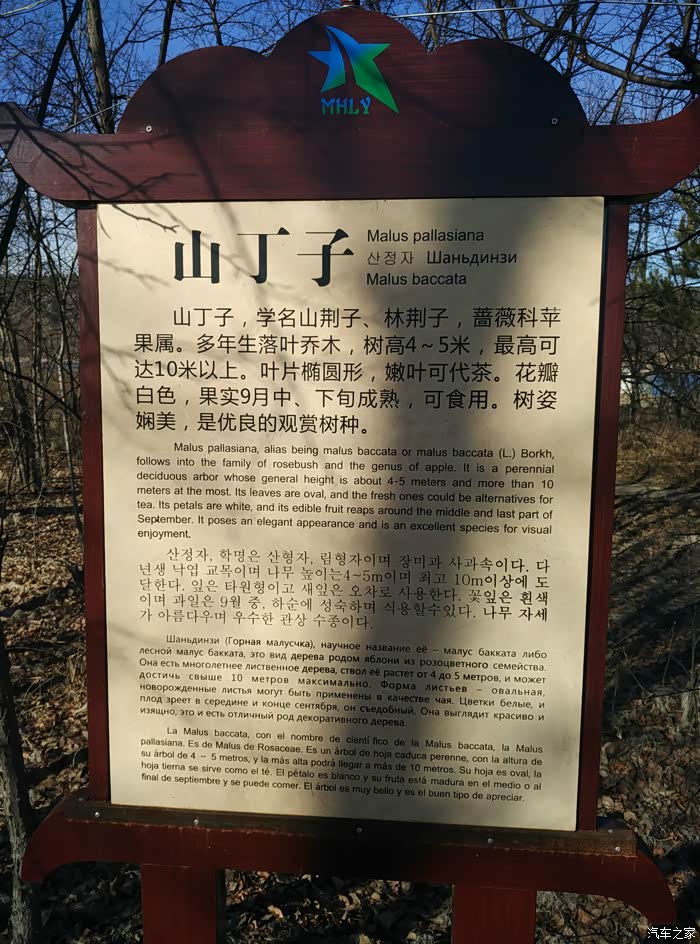 MHLY
山丁子
Malus pallasiana
산정자 Шаньдинзи
Malus baccata
山丁子，学名山荆子、林荆子，蔷薇科苹
果属。多年生落叶乔木，树高4～5米，最高可
达10米以上。叶片椭圆形，嫩叶可代茶。花瓣
白色，果实9月中、下旬成熟，可食用。树姿
娴美，是优良的观赏树种。
Malus pallasiana, alias being malus baccata or malus baccata (L.) Borkh,
follows into the family of rosebush and the genus of apple. It is a perennial
deciduous arbor whose general height is about 4-5 meters and more than 10
meters at the most. Its leaves are oval, and the fresh ones could be alternatives for
tea. Its petals are white, and its edible fruit reaps around the middle and last part of
September. It poses an elegant appearance and is an excellent species for visual
enjoyment.
산정자, 학명은 산형자, 림형자이며 장미과 사과속이다. 다
년생 낙엽 교목이며 나무 높이는4~5m이며 최고 10m이상에 도
달한다. 잎은 타원형이고 새잎은 오차로 사용한다. 꽃잎은 흰색
이며 과일은 9월 중, 하순에 성숙하며 식용할수있다. 나무 자세
가 아름다우며 우수한 관상 수종이다.
Шаньдинзи (Горная малусчка), научное название её – малус бакката либо
лесной малус бакката, это вид дерева родом яблони из розоцветного семейства.
Она есть многолетнее лиственное дерева, ствол её растет от 4 до 5 метров, и может
достичь свыше 10 метров максимально. Форма листьев – овальная,
новорожденные листья могут быть применены в качестве чая. Цветки белые, и
плод зреет в середине и конце сентября, он съедобный. Она выглядит красиво и
изящно, это и есть отличный род декоративного дерева.
La Malus baccata, con el nombre de cientí fico de la Malus baccata, la Malus
pallasiana. Es de Malus de Rosaceae. Es un árbol de hoja caduca perenne, con la altura de
su árbol de 4 ～ 5 metros, y la más alta podrá llegar a más de 10 metros. Su hoja es oval, la
hoja tierna se sirve como el té. El pétalo es blanco y su fruta está madura en el medio o al
final de septiembre y se puede comer. El árbol es muy bello y es el buen tipo de apreciar.
汽车之家